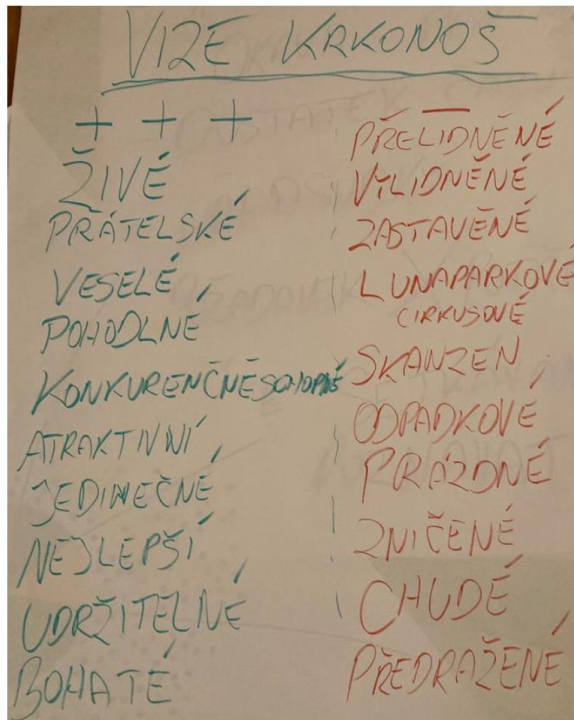 VIZE KRKONOŠ
+ + +
ŽIVÉ
PŘÁTELSKÉ
VESELÉ
POHODLNÉ
KONKURENČNĚSCHOPNÉ
ATRAKTIVNÍ
JEDINEČNÉ
NEJLEPŠÍ
UDRŽITELNÉ
BOHATÉ
—
PŘELIDNĚNÉ
VYLIDNĚNÉ
ZASTAVĚNÉ
LUNAPARKOVÉ
CIRKUSOVÉ
SKANZEN
ODPADKOVÉ
PRÁZDNÉ
ZNIČENÉ
CHUDÉ
PŘEDRAŽENÉ